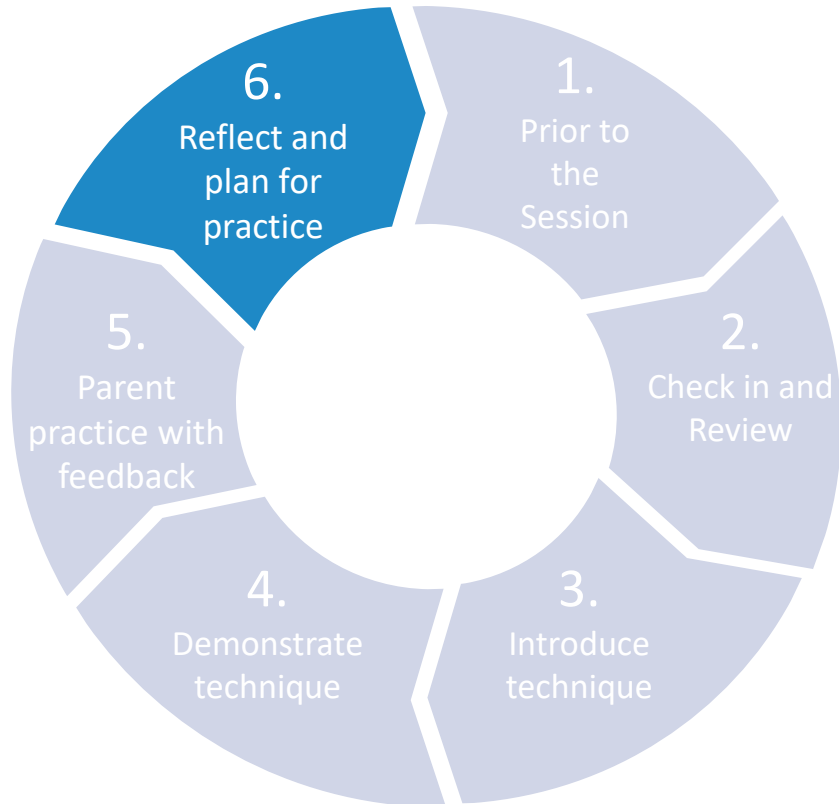 1.
Prior to
the
Session
2.
Check in and
Review
3.
Introduce
technique
4.
Demonstrate
technique
5.
Parent
practice with
feedback
6.
Reflect and
plan for
practice